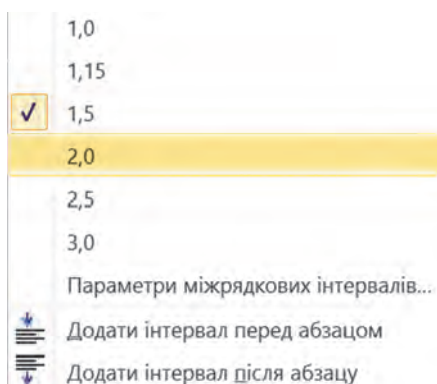 1,0
1,15
1,5
2,0
2,5
3,0
Параметри міжрядкових інтервалів...
Додати інтервал перед абзацом
Додати інтервал після абзацу